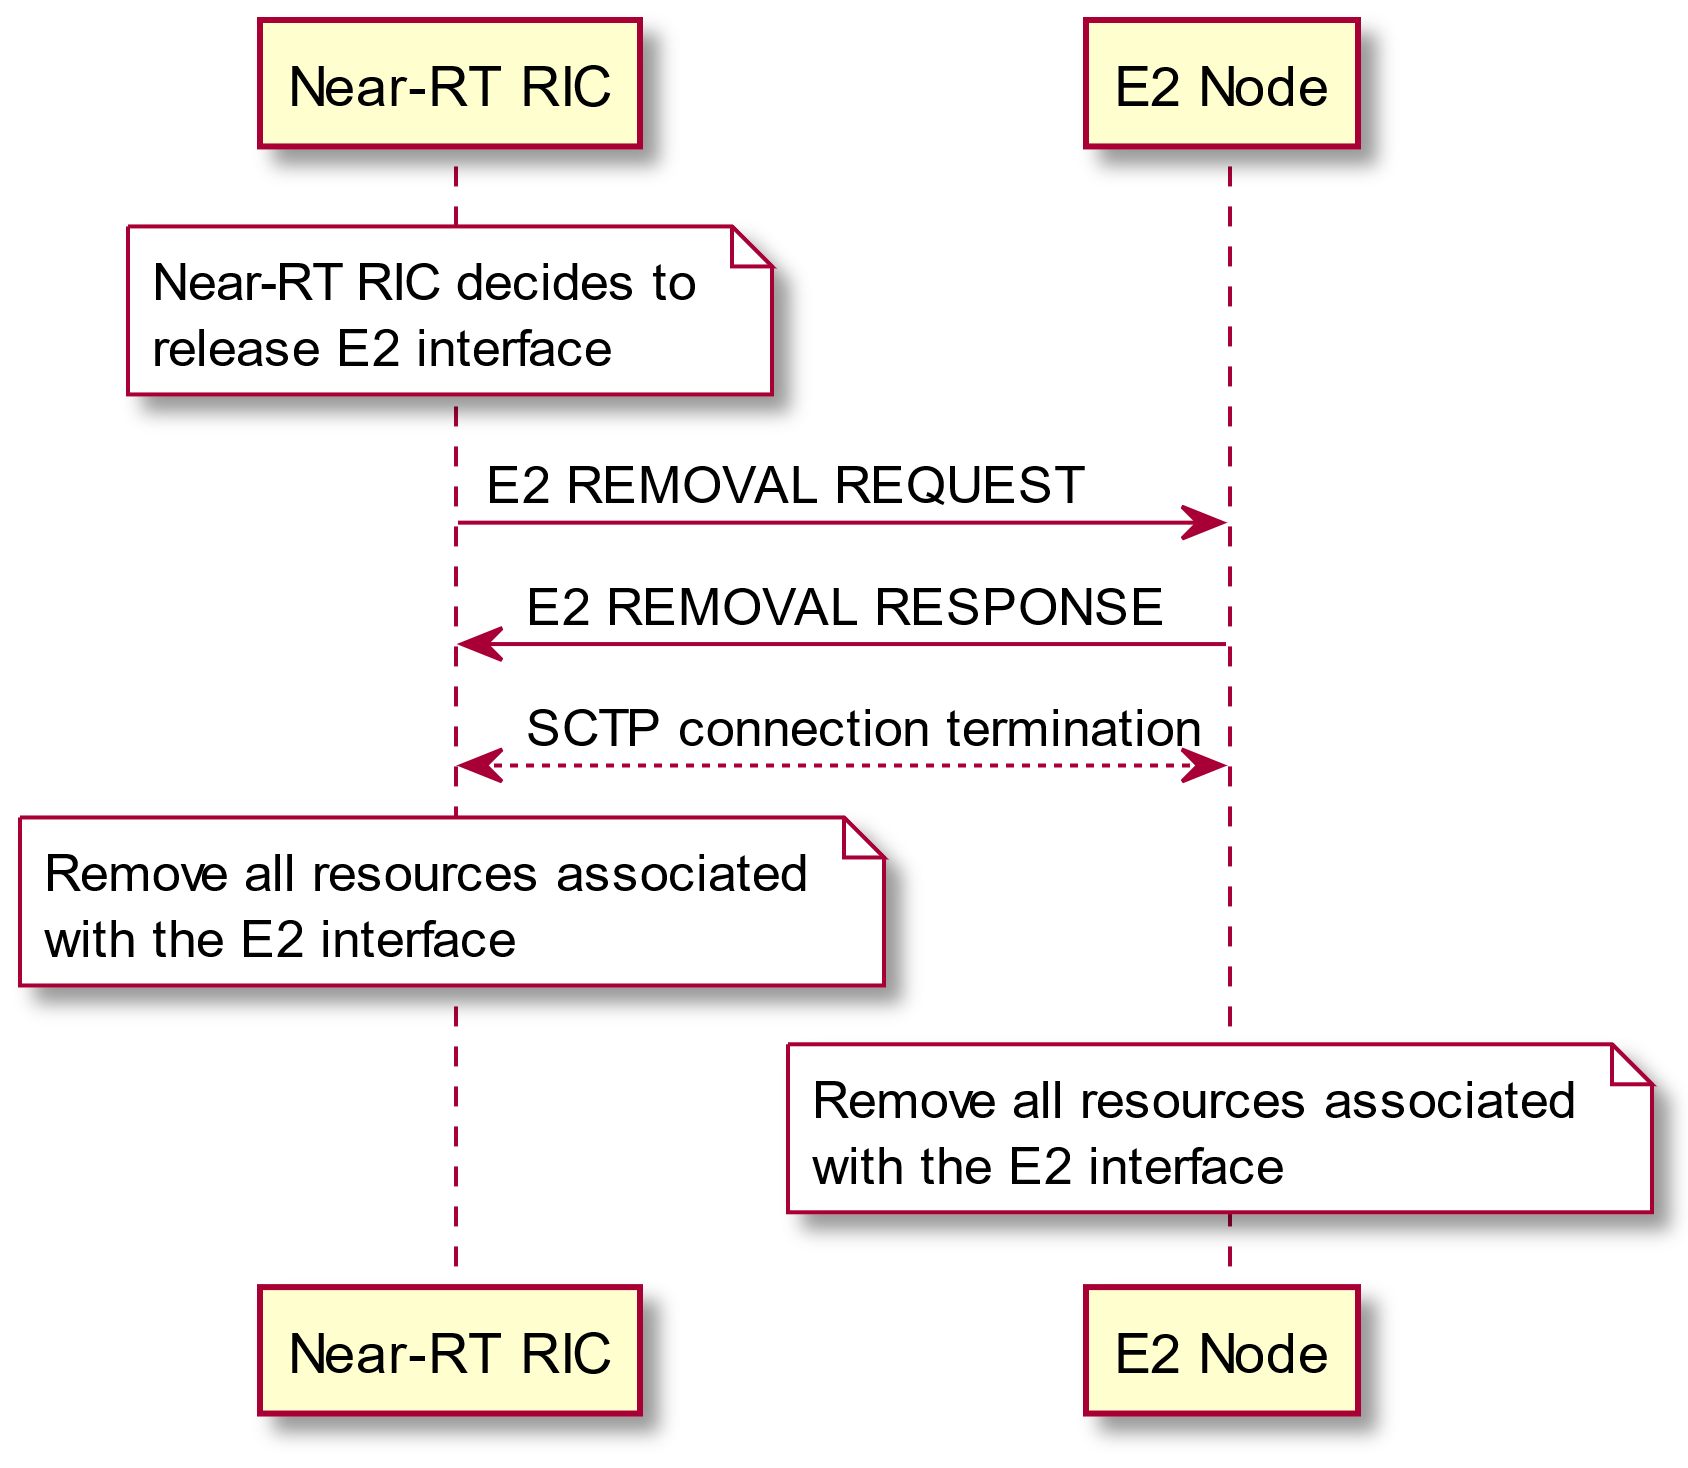 Near-RT RIC
E2 Node
Near-RT RIC decides to
release E2 interface
E2 REMOVAL REQUEST
E2 REMOVAL RESPONSE
SCTP connection termination
Remove all resources associated
with the E2 interface
Remove all resources associated
with the E2 interface
Near-RT RIC
E2 Node